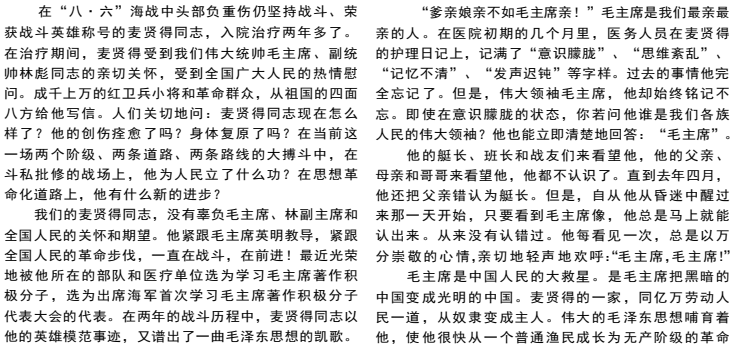 在“八·六”海战中头部负重伤仍坚持战斗、荣
获战斗英雄称号的麦贤得同志，入院治疗两年多了。
在治疗期间，麦贤得受到我们伟大统帅毛主席、副统
帅林彪同志的亲切关怀，受到全国广大人民的热情慰
问。成千上万的红卫兵小将和革命群众，从祖国的四面
八方给他写信。人们关切地问：麦贤得同志现在怎么
样了？他的创伤痊愈了吗？身体复原了吗？在当前这
一场两个阶级、两条道路、两条路线的大搏斗中，在
斗私批修的战场上，他为人民立了什么功？在思想革
命化道路上，他有什么新的进步？
我们的麦贤得同志，没有辜负毛主席、林副主席和
全国人民的关怀和期望。他紧跟毛主席英明教导，紧跟
全国人民的革命步伐，一直在战斗，在前进！最近光荣
地被他所在的部队和医疗单位选为学习毛主席著作积
极分子，选为出席海军首次学习毛主席著作积极分子
代表大会的代表。在两年的战斗历程中，麦贤得同志以
他的英雄模范事迹，又谱出了一曲毛泽东思想的凯歌。
“爹亲娘亲不如毛主席亲！”毛主席是我们最亲最
亲的人。在医院初期的几个月里，医务人员在麦贤得
的护理日记上，记满了“意识朦胧”、“思维紊乱”、
“记忆不清”、“发声迟钝”等字样。过去的事情他完
全忘记了。但是，伟大领袖毛主席，他却始终铭记不
忘。即使在意识朦胧的状态，你若问他谁是我们各族
人民的伟大领袖？他也能立即清楚地回答：“毛主席”。
他的艇长、班长和战友们来看望他，他的父亲、
母亲和哥哥来看望他，他都不认识了。直到去年四月，
他还把父亲错认为艇长。但是，自从他从昏迷中醒过
来那一天开始，只要看到毛主席像，他总是马上就能
认出来。从来没有认错过。他每看见一次，总是以万
分崇敬的心情,亲切地轻声地欢呼:“毛主席,毛主席!”
毛主席是中国人民的大救星。是毛主席把黑暗的
中国变成光明的中国。麦贤得的一家，同亿万劳动人
民一道，从奴隶变成主人。伟大的毛泽东思想哺育着
他，使他很快从一个普通渔民成长为无产阶级的革命